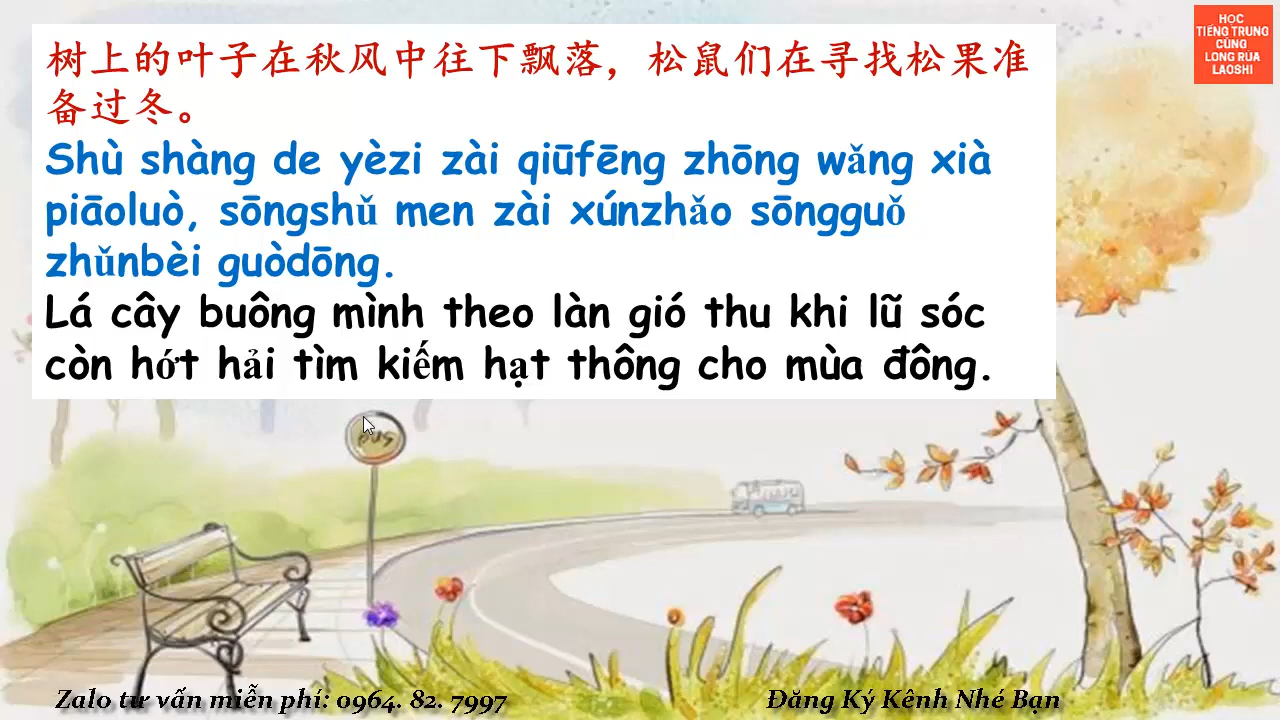 HỌC
TIẾNG TRUNG
CÙNG
LONG RÙA
LAOSHI
树上的叶子在秋风中往下飘落，松鼠们在寻找松果准
备过冬。
Shù shàng de yèzi zài qiūfēng zhōng wǎng xià
piāoluò, sōngshǔ men zài xúnzhǎo sōngguǒ
zhǔnbèi guòdōng.
Lá cây buông mình theo làn gió thu khi lũ sóc
còn hớt hải tìm kiếm hạt thông cho mùa đông.
BUS
Zalo tư vấn miễn phí: 0964. 82. 7997
Đăng Ký Kênh Nhé Bạn